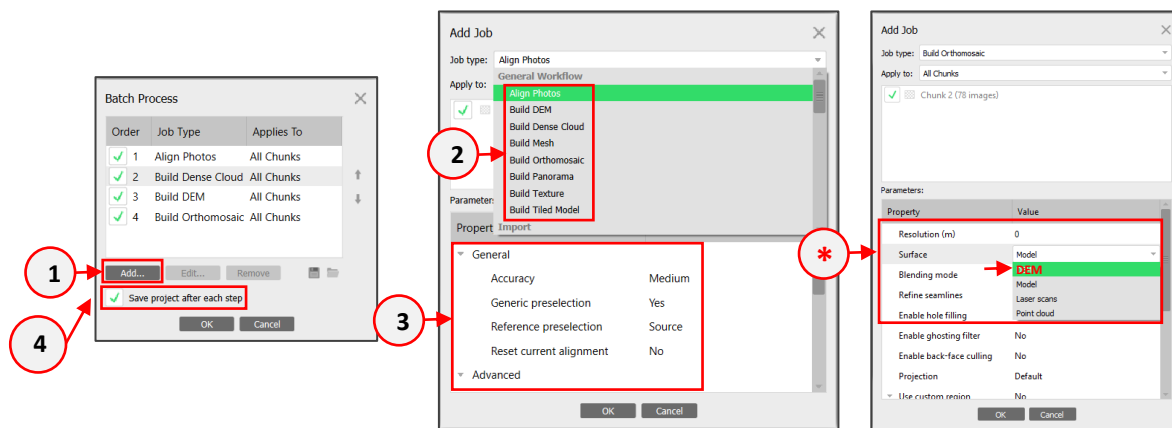 Batch Process
Order Job Type Applies To
1 Align Photos All Chunks
2 Build Dense Cloud All Chunks
3 Build DEM All Chunks
4 Build Orthomosaic All Chunks
Add... Edit... Remove
Save project after each step
OK Cancel
1
4
Add Job
Job type: Align Photos
General Workflow
Apply to:
Align Photos
Build DEM
Build Dense Cloud
Build Mesh
Build Orthomosaic
Build Panorama
Build Texture
Build Tiled Model
Parameter
Propert Import
General
Accuracy Medium
Generic preselection Yes
Reference preselection Source
Reset current alignment No
Advanced
OK Cancel
2
3
Add Job
Job type: Build Orthomosaic
Apply to: All Chunks
Chunk 2 (78 images)
Parameters:
Property Value
Resolution (m) 0
Surface Model
Blending mode DEM
Model
Refine seamlines
Laser scans
Enable hole filling Point cloud
Enable ghosting filter No
Enable back-face culling No
Projection Default
Use custom region No
OK Cancel
*